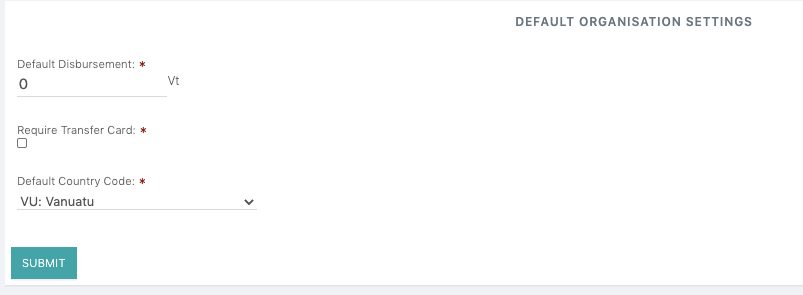 DEFAULT ORGANISATION SETTINGS
Default Disbursement: *
0 Vt
Require Transfer Card: *
Default Country Code: *
VU: Vanuatu
SUBMIT